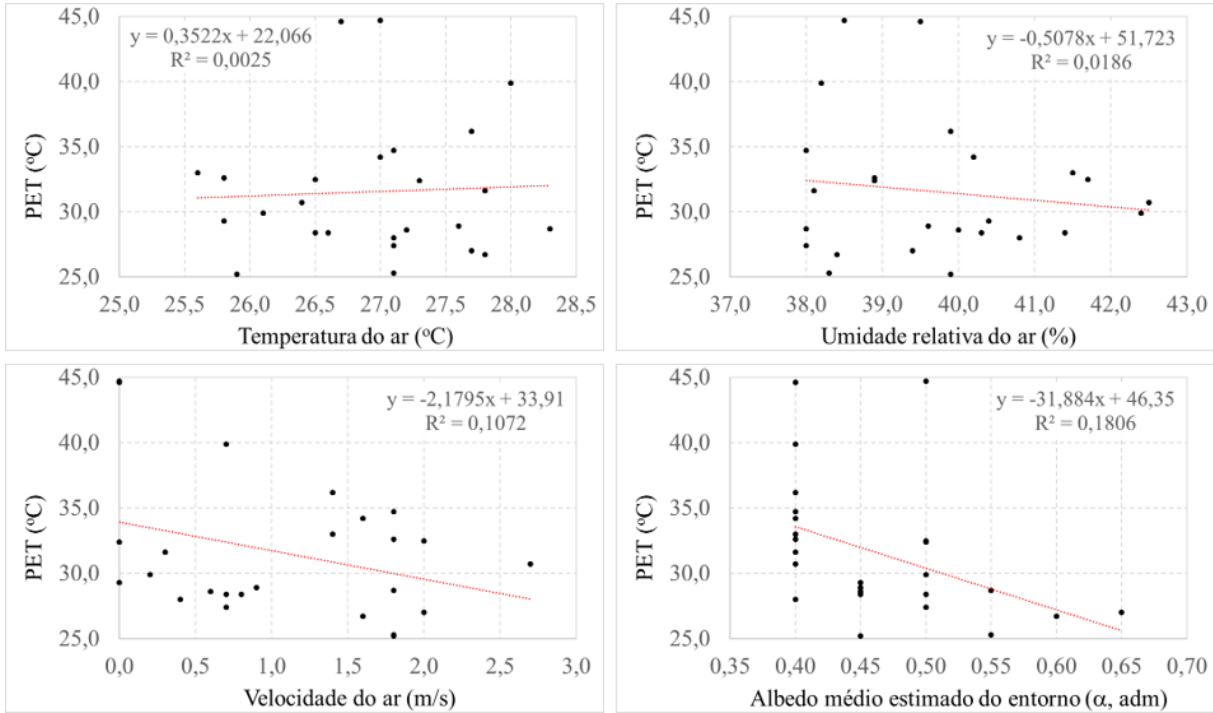 y = 0,3522x + 22,066
R² = 0,0025
PET (ºC)
45,0
40,0
35,0
30,0
25,0
25,0 25,5 26,0 26,5 27,0 27,5 28,0 28,5
Temperatura do ar (ºC)
y = -0,5078x + 51,723
R² = 0,0186
PET (ºC)
45,0
40,0
35,0
30,0
25,0
37,0 38,0 39,0 40,0 41,0 42,0 43,0
Umidade relativa do ar (%)
y = -2,1795x + 33,91
R² = 0,1072
PET (ºC)
45,0
40,0
35,0
30,0
25,0
0,0 0,5 1,0 1,5 2,0 2,5 3,0
Velocidade do ar (m/s)
y = -31,884x + 46,35
R² = 0,1806
PET (ºC)
45,0
40,0
35,0
30,0
25,0
0,35 0,40 0,45 0,50 0,55 0,60 0,65 0,70
Albedo médio estimado do entorno (α, adm)